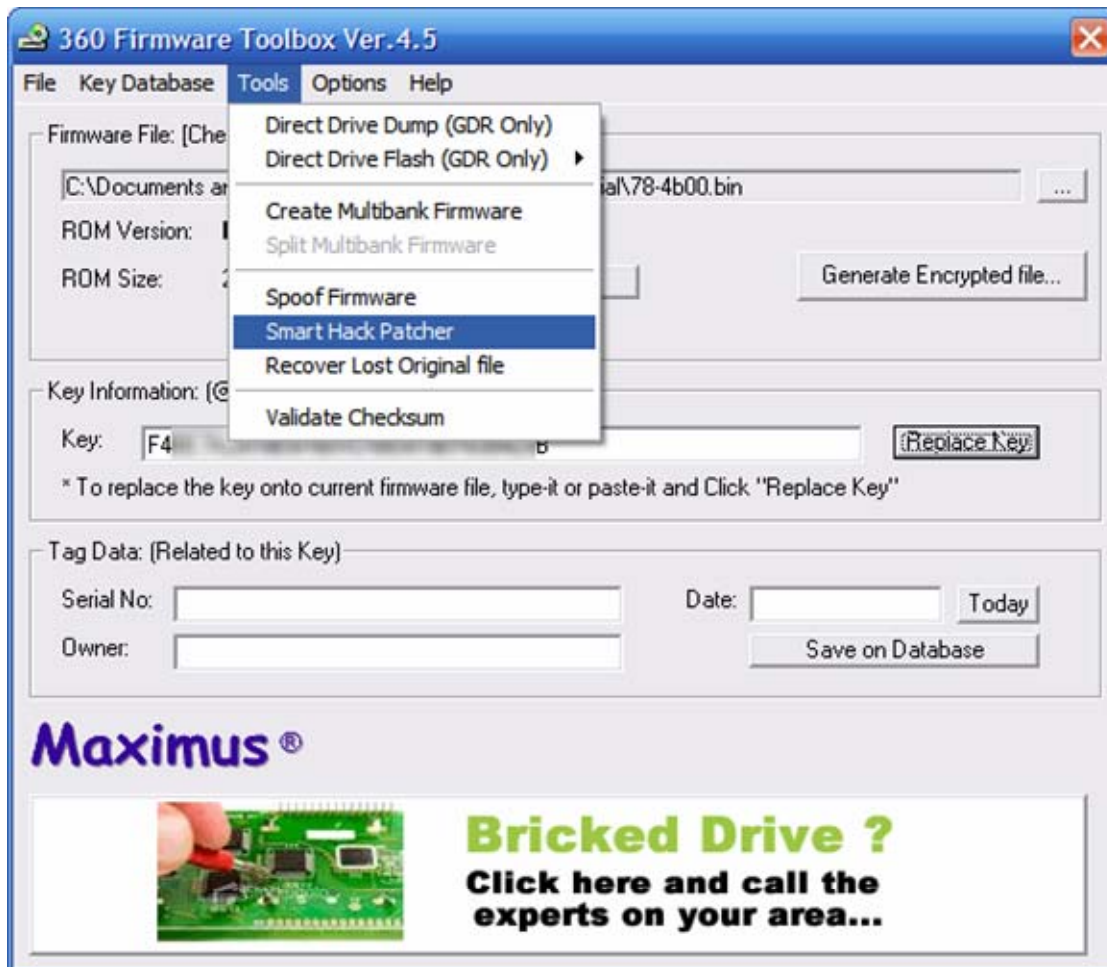 360 Firmware Toolbox Ver.4.5
File Key Database Tools Options Help
Direct Drive Dump (GDR Only)
Direct Drive Flash (GDR Only)
Create Multibank Firmware
Split Multibank Firmware
Spoof Firmware
Smart Hack Patcher
Recover Lost Original file
Validate Checksum
Firmware File:
C:\Documents \78-4b00.bin ...
ROM Version:
ROM Size: Generate Encrypted file...
Key Information:
Key: F4 B Replace Key
* To replace the key onto current firmware file, type-it or paste-it and Click "Replace Key"
Tag Data: (Related to this Key)
Serial No: Date: Today
Owner: Save on Database
Maximus ®
Bricked Drive ?
Click here and call the
experts on your area...